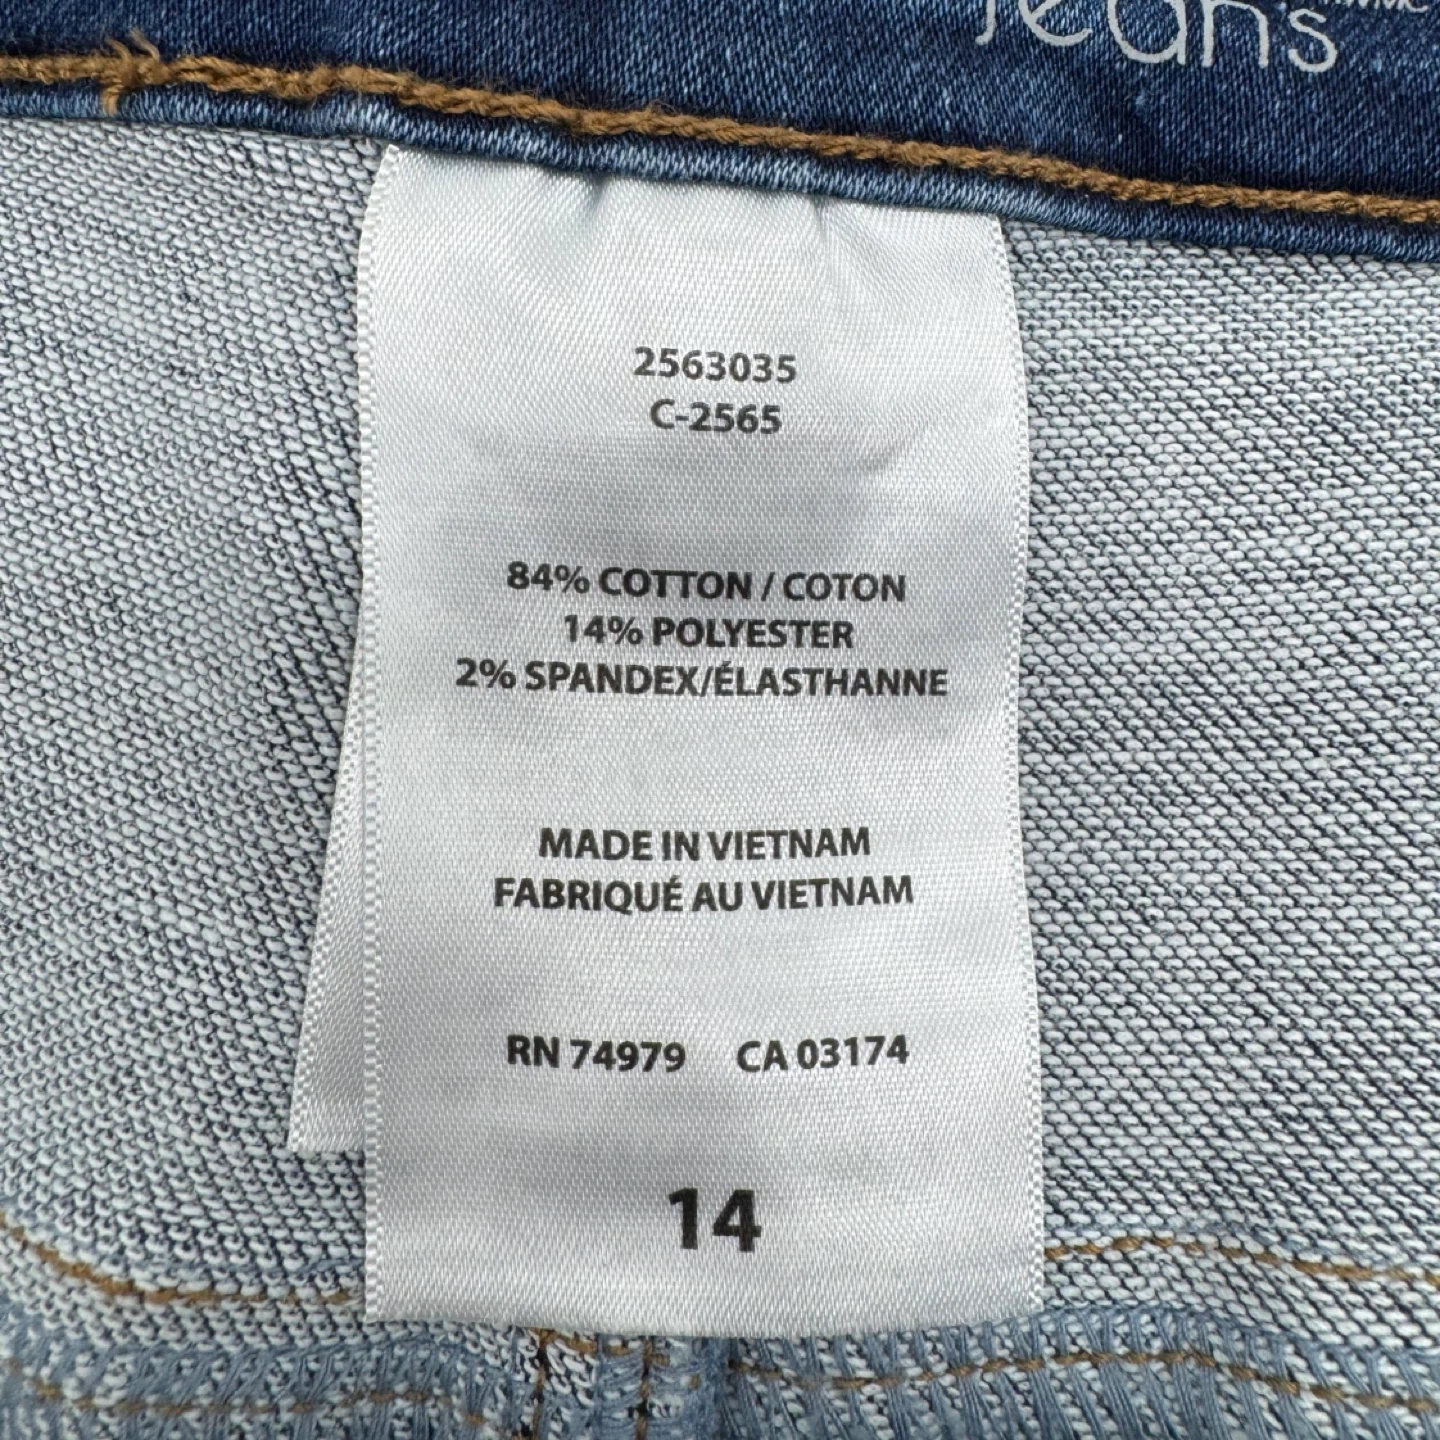 Jeans
2563035
C-2565
84% COTTON / COTON
14% POLYESTER
2% SPANDEX/ÉLASTHANNE
MADE IN VIETNAM
FABRIQUÉ AU VIETNAM
RN 74979 CA 03174
14